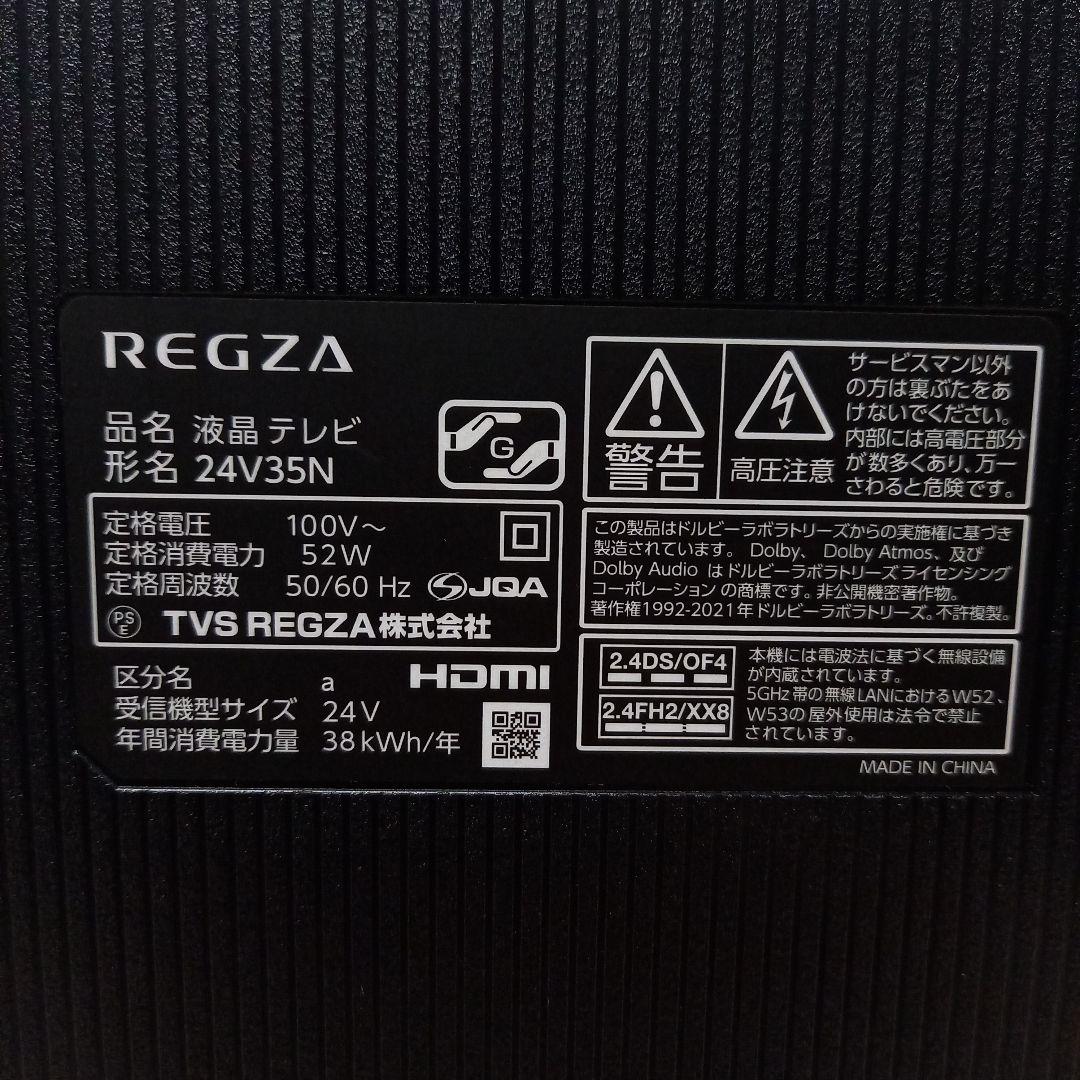 REGZA
品名 液晶テレビ
形名 24V35N
G
定格電圧 100V～
定格消費電力 52W
定格周波数 50/60 Hz JQA
PS
E
TVS REGZA株式会社
区分名 a
HDMI
受信機型サイズ 24V
年間消費電力量 38kWh/年
警告
高圧注意
サービスマン以外
の方は裏ぶたをあ
けないでください。
内部には高電圧部分
が数多くあり、万一
さわると危険です。
この製品はドルビーラボラトリーズからの実施権に基づき
製造されています。 Dolby、 Dolby Atmos、及び
Dolby Audio はドルビーラボラトリーズライセンシング
コーポレーションの商標です。非公開機密著作物。
著作権1992-2021年ドルビーラボラトリーズ。不許複製。
2.4DS/OF4
2.4FH2/XX8
本機には電波法に基づく無線設備
が内蔵されています。
5GHz帯の無線LANにおけるW52、
W53の屋外使用は法令で禁止
されています。
MADE IN CHINA